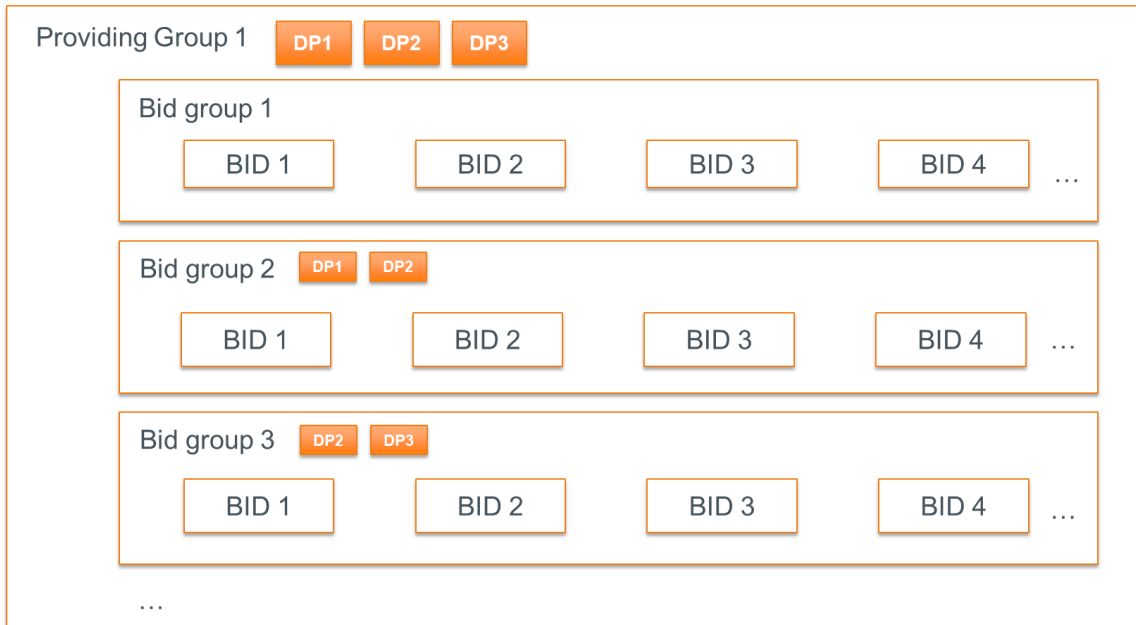 Providing Group 1 DP1 DP2 DP3
Bid group 1
BID 1 BID 2 BID 3 BID 4 ...
Bid group 2 DP1 DP2
BID 1 BID 2 BID 3 BID 4 ...
Bid group 3 DP2 DP3
BID 1 BID 2 BID 3 BID 4 ...
...